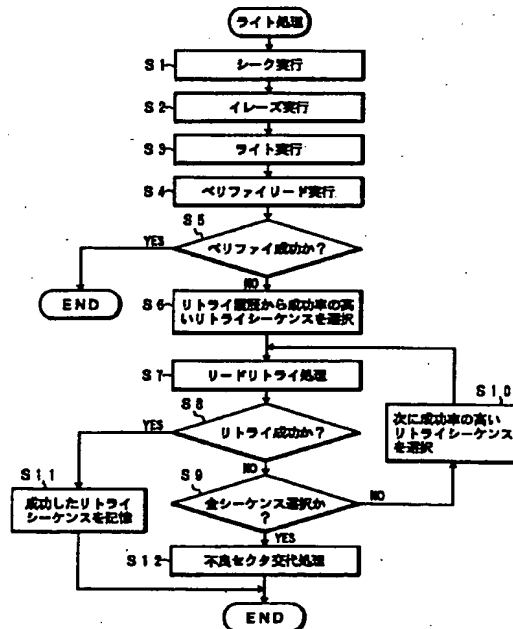 ライト処理
S1
シーク実行
S2
イレーズ実行
S3
ライト実行
S4
ベリファイリード実行
S5
ベリファイ成功か?
YES
NO
END
S6
リトライ履歴から成功率の高
いリトライシーケンスを選択
S7
リードリトライ処理
S8
リトライ成功か?
YES
NO
S10
次に成功率の高い
リトライシーケンス
を選択
S11
成功したリトライ
シーケンスを記憶
S9
全シーケンス選択か
?
NO
YES
S12
不良セクタ交代処理
END